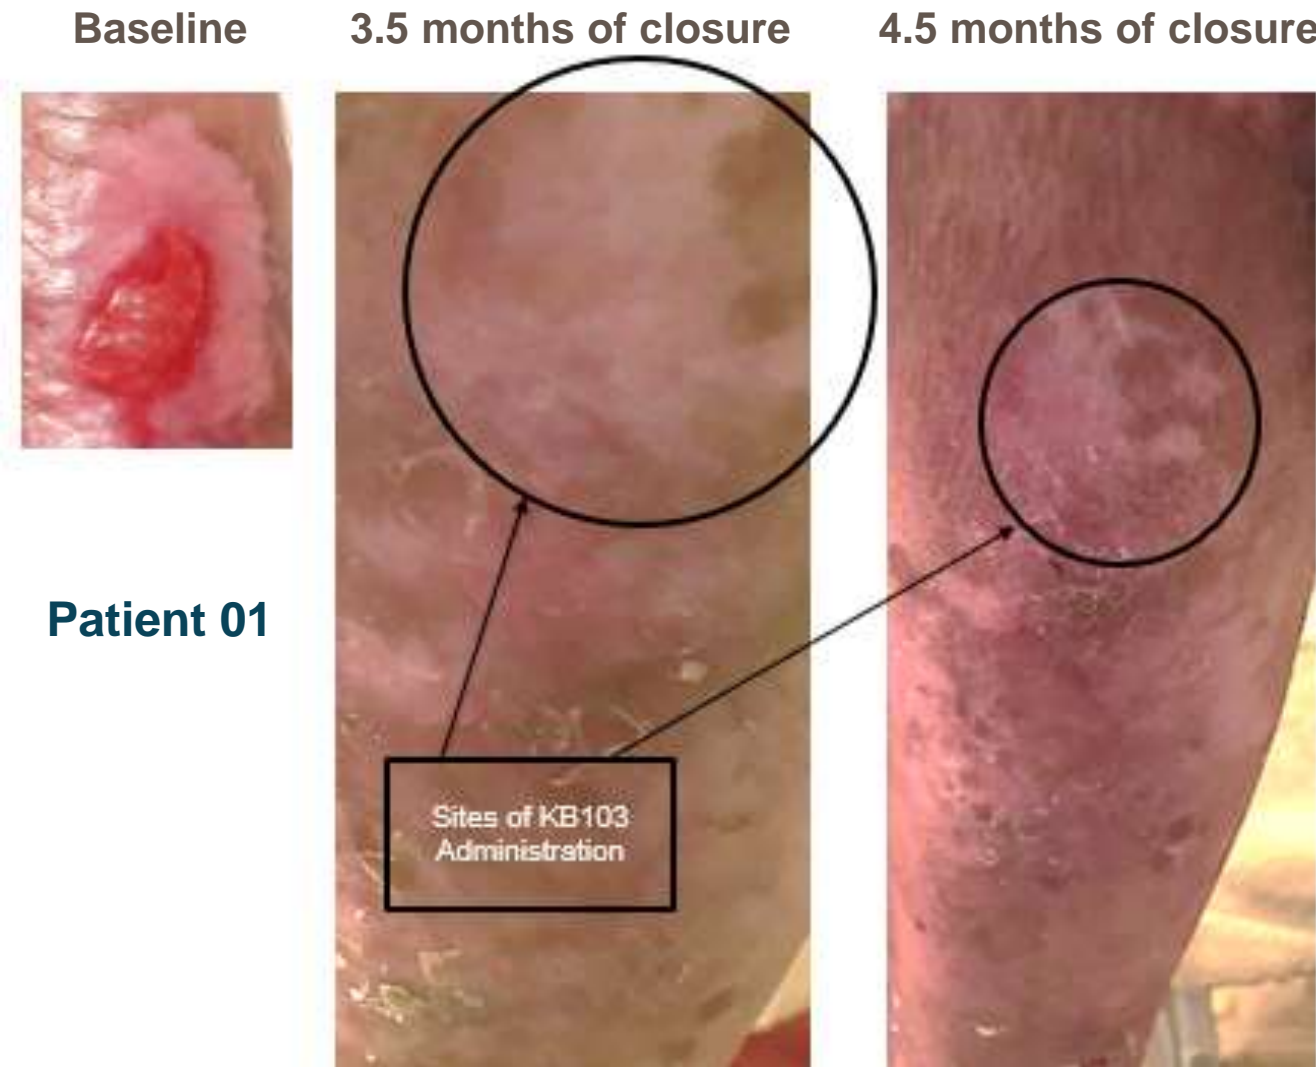 Baseline
3.5 months of closure
4.5 months of closure
Patient 01
Sites of KB103
Administration